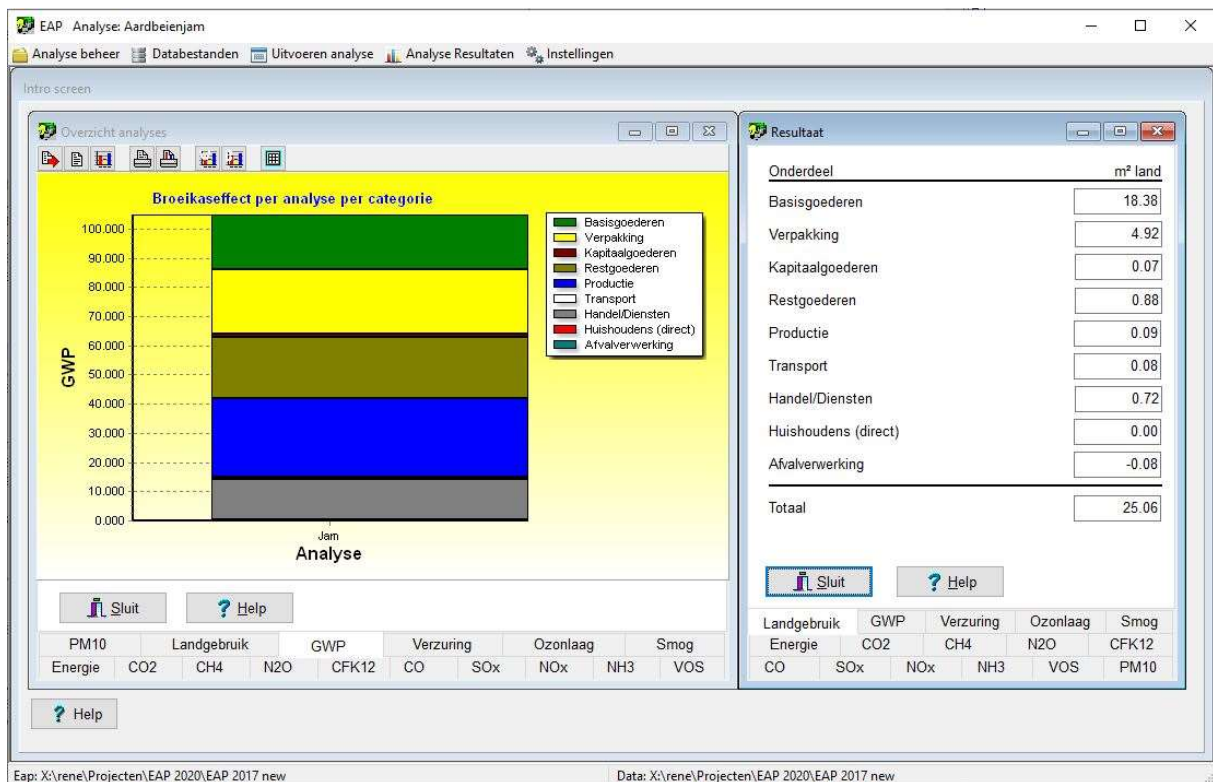 EAP Analyse: Aardbeienjam
Analyse beheer Databestanden Uitvoeren analyse Analyse Resultaten Instellingen
Intro screen
Overzicht analyses
Broeikaseffect per analyse per categorie
GWP
100.000
90.000
80.000
70.000
60.000
50.000
40.000
30.000
20.000
10.000
0.000
Jam
Analyse
Basisgoederen
Verpakking
Kapitaalgoederen
Restgoederen
Productie
Transport
Handel/Diensten
Huishoudens (direct)
Afvalverwerking
Sluit ? Help
PM10 Landgebruik GWP Verzuring Ozonlaag Smog
Energie CO2 CH4 N2O CFK12 CO SOx NOx NH3 VOS
Resultaat
Onderdeel m² land
Basisgoederen 18.38
Verpakking 4.92
Kapitaalgoederen 0.07
Restgoederen 0.88
Productie 0.09
Transport 0.08
Handel/Diensten 0.72
Huishoudens (direct) 0.00
Afvalverwerking -0.08
Totaal 25.06
Sluit ? Help
Landgebruik GWP Verzuring Ozonlaag Smog
Energie CO2 CH4 N2O CFK12
CO SOx NOx NH3 VOS PM10
? Help
Eap: X:\rene\Projecten\EAP 2020\EAP 2017 new Data: X:\rene\Projecten\EAP 2020\EAP 2017 new